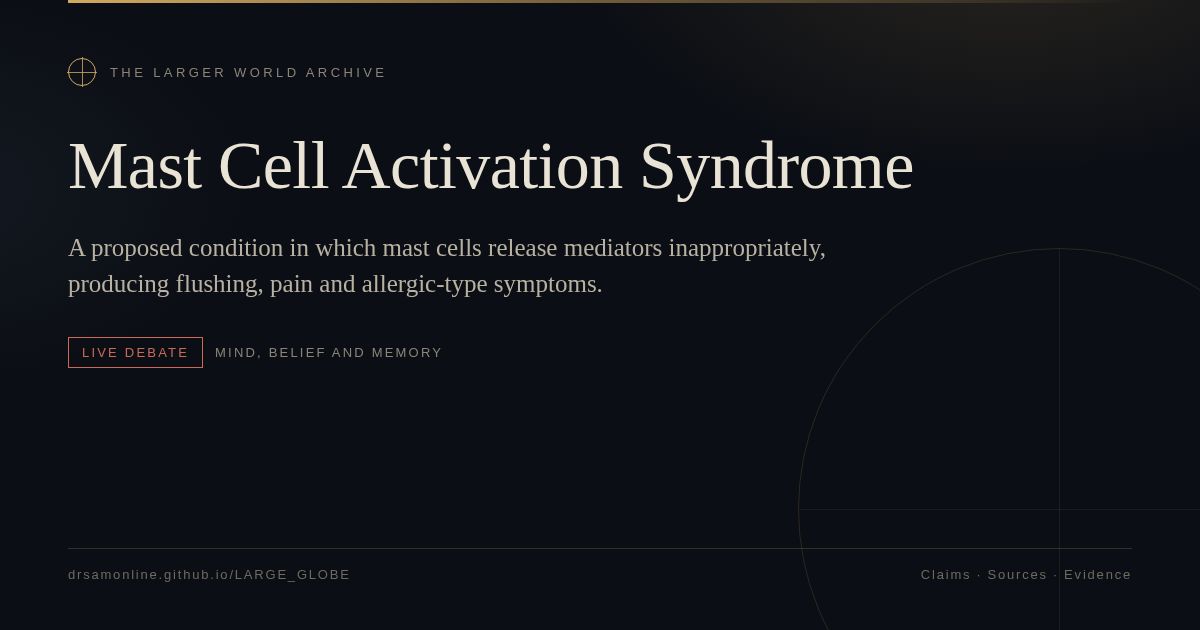 THE LARGER WORLD ARCHIVE
Mast Cell Activation Syndrome
A proposed condition in which mast cells release mediators inappropriately,
producing flushing, pain and allergic-type symptoms.
LIVE DEBATE MIND, BELIEF AND MEMORY
drsamonline.github.io/LARGE_GLOBE Claims · Sources · Evidence